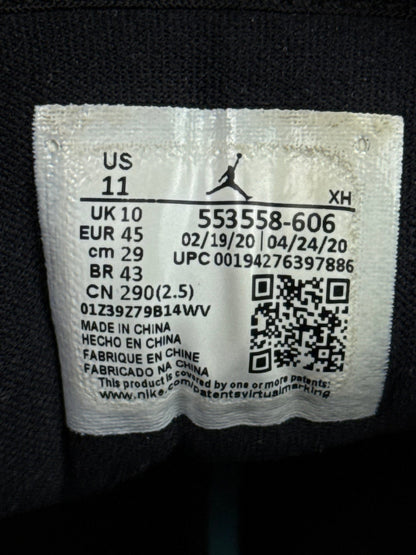 US
11
XH
UK 10
EUR 45
cm 29
BR 43
CN 290(2.5)
553558-606
02/19/20 | 04/24/20
UPC 00194276397886
01Z39Z79B14WV
MADE IN CHINA
HECHO EN CHINA
FABRIQUE EN CHINE
FABRICADO NA CHINA
This product is covered by one or more patents:
www.nike.com/patentsvirtualmarking